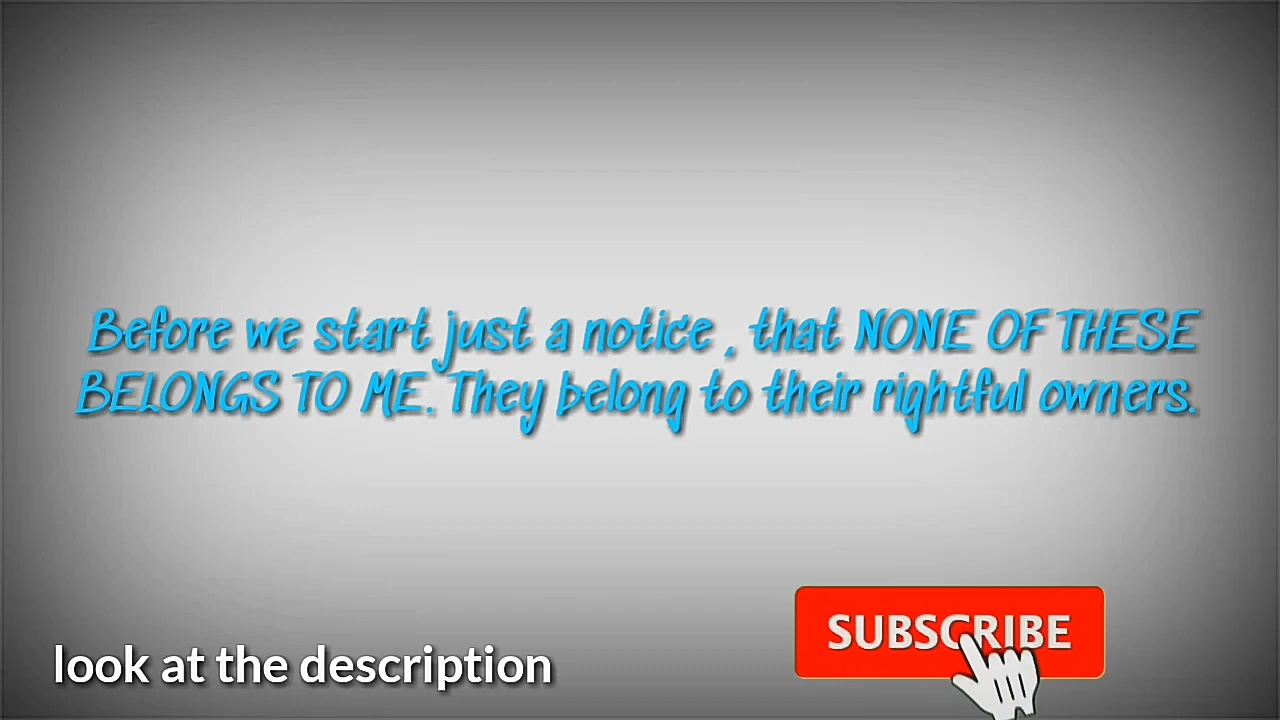 Before we start just a notice , that NONE OF THESE
BELONGS TO ME. They belong to their rightful owners.
SUBSCRIBE
look at the description